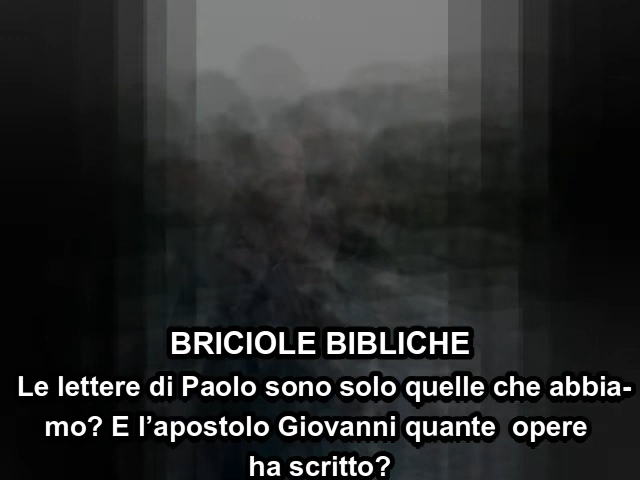 BRICIOLE BIBLICHE
Le lettere di Paolo sono solo quelle che abbia-
mo? E l’apostolo Giovanni quante  opere
ha scritto?